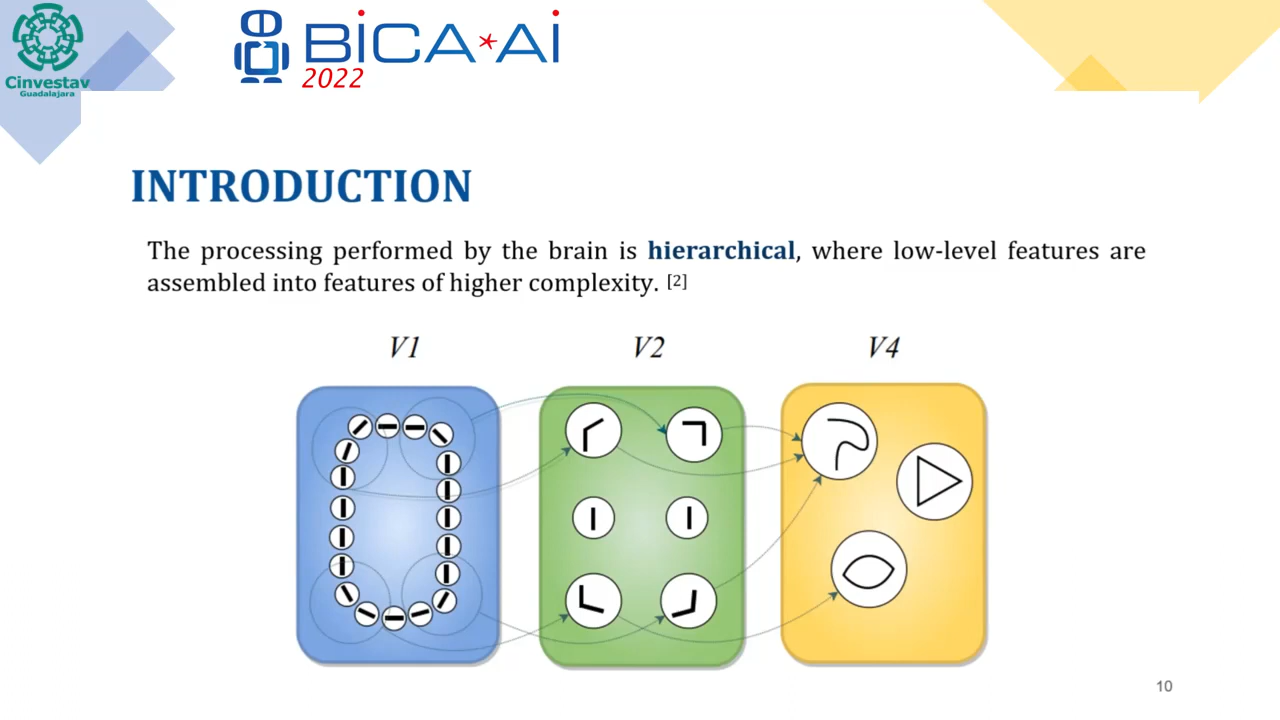 Cinvestav
Guadalajara
BiCA*Ai
2022
INTRODUCTION
The processing performed by the brain is hierarchical, where low-level features are
assembled into features of higher complexity. [2]
V1 V2 V4
10